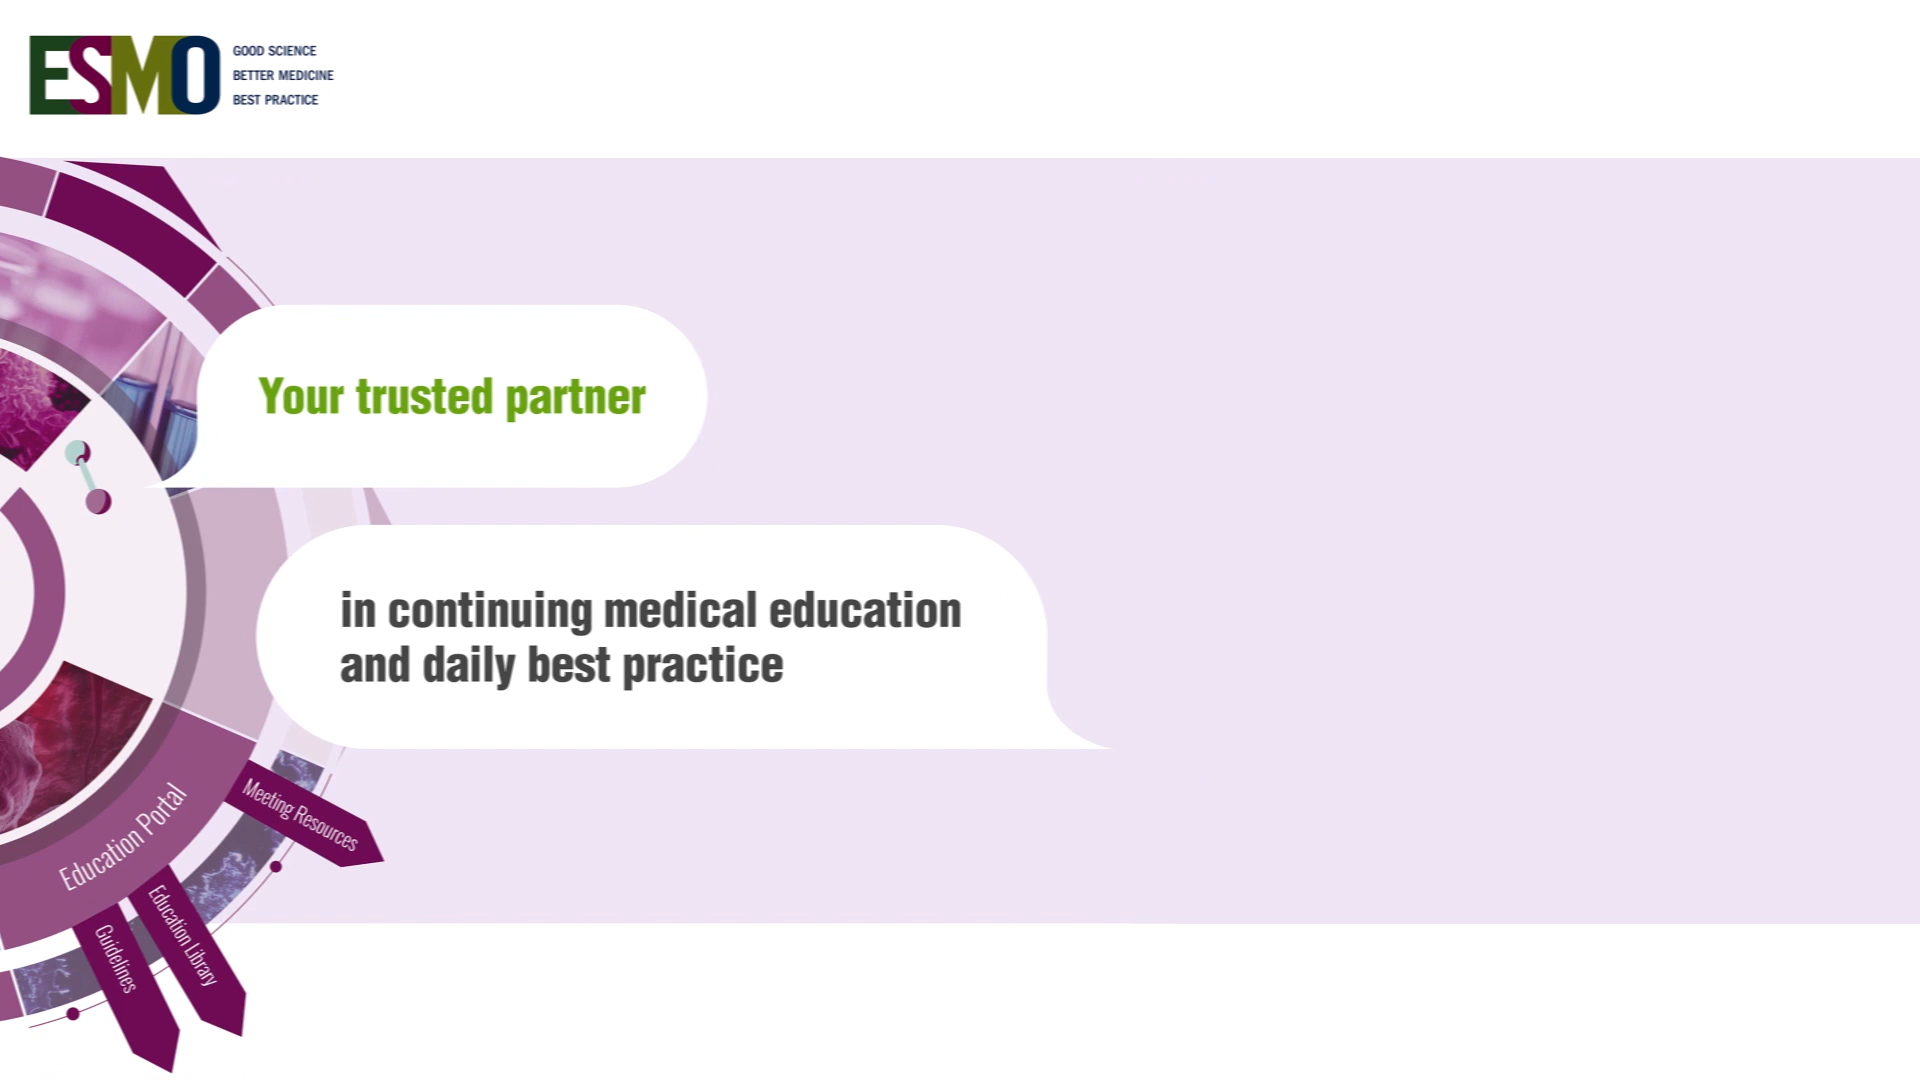 ESMO
GOOD SCIENCE
BETTER MEDICINE
BEST PRACTICE
Your trusted partner
in continuing medical education
and daily best practice
Meeting Resources
Education Portal
Education Library
Guidelines